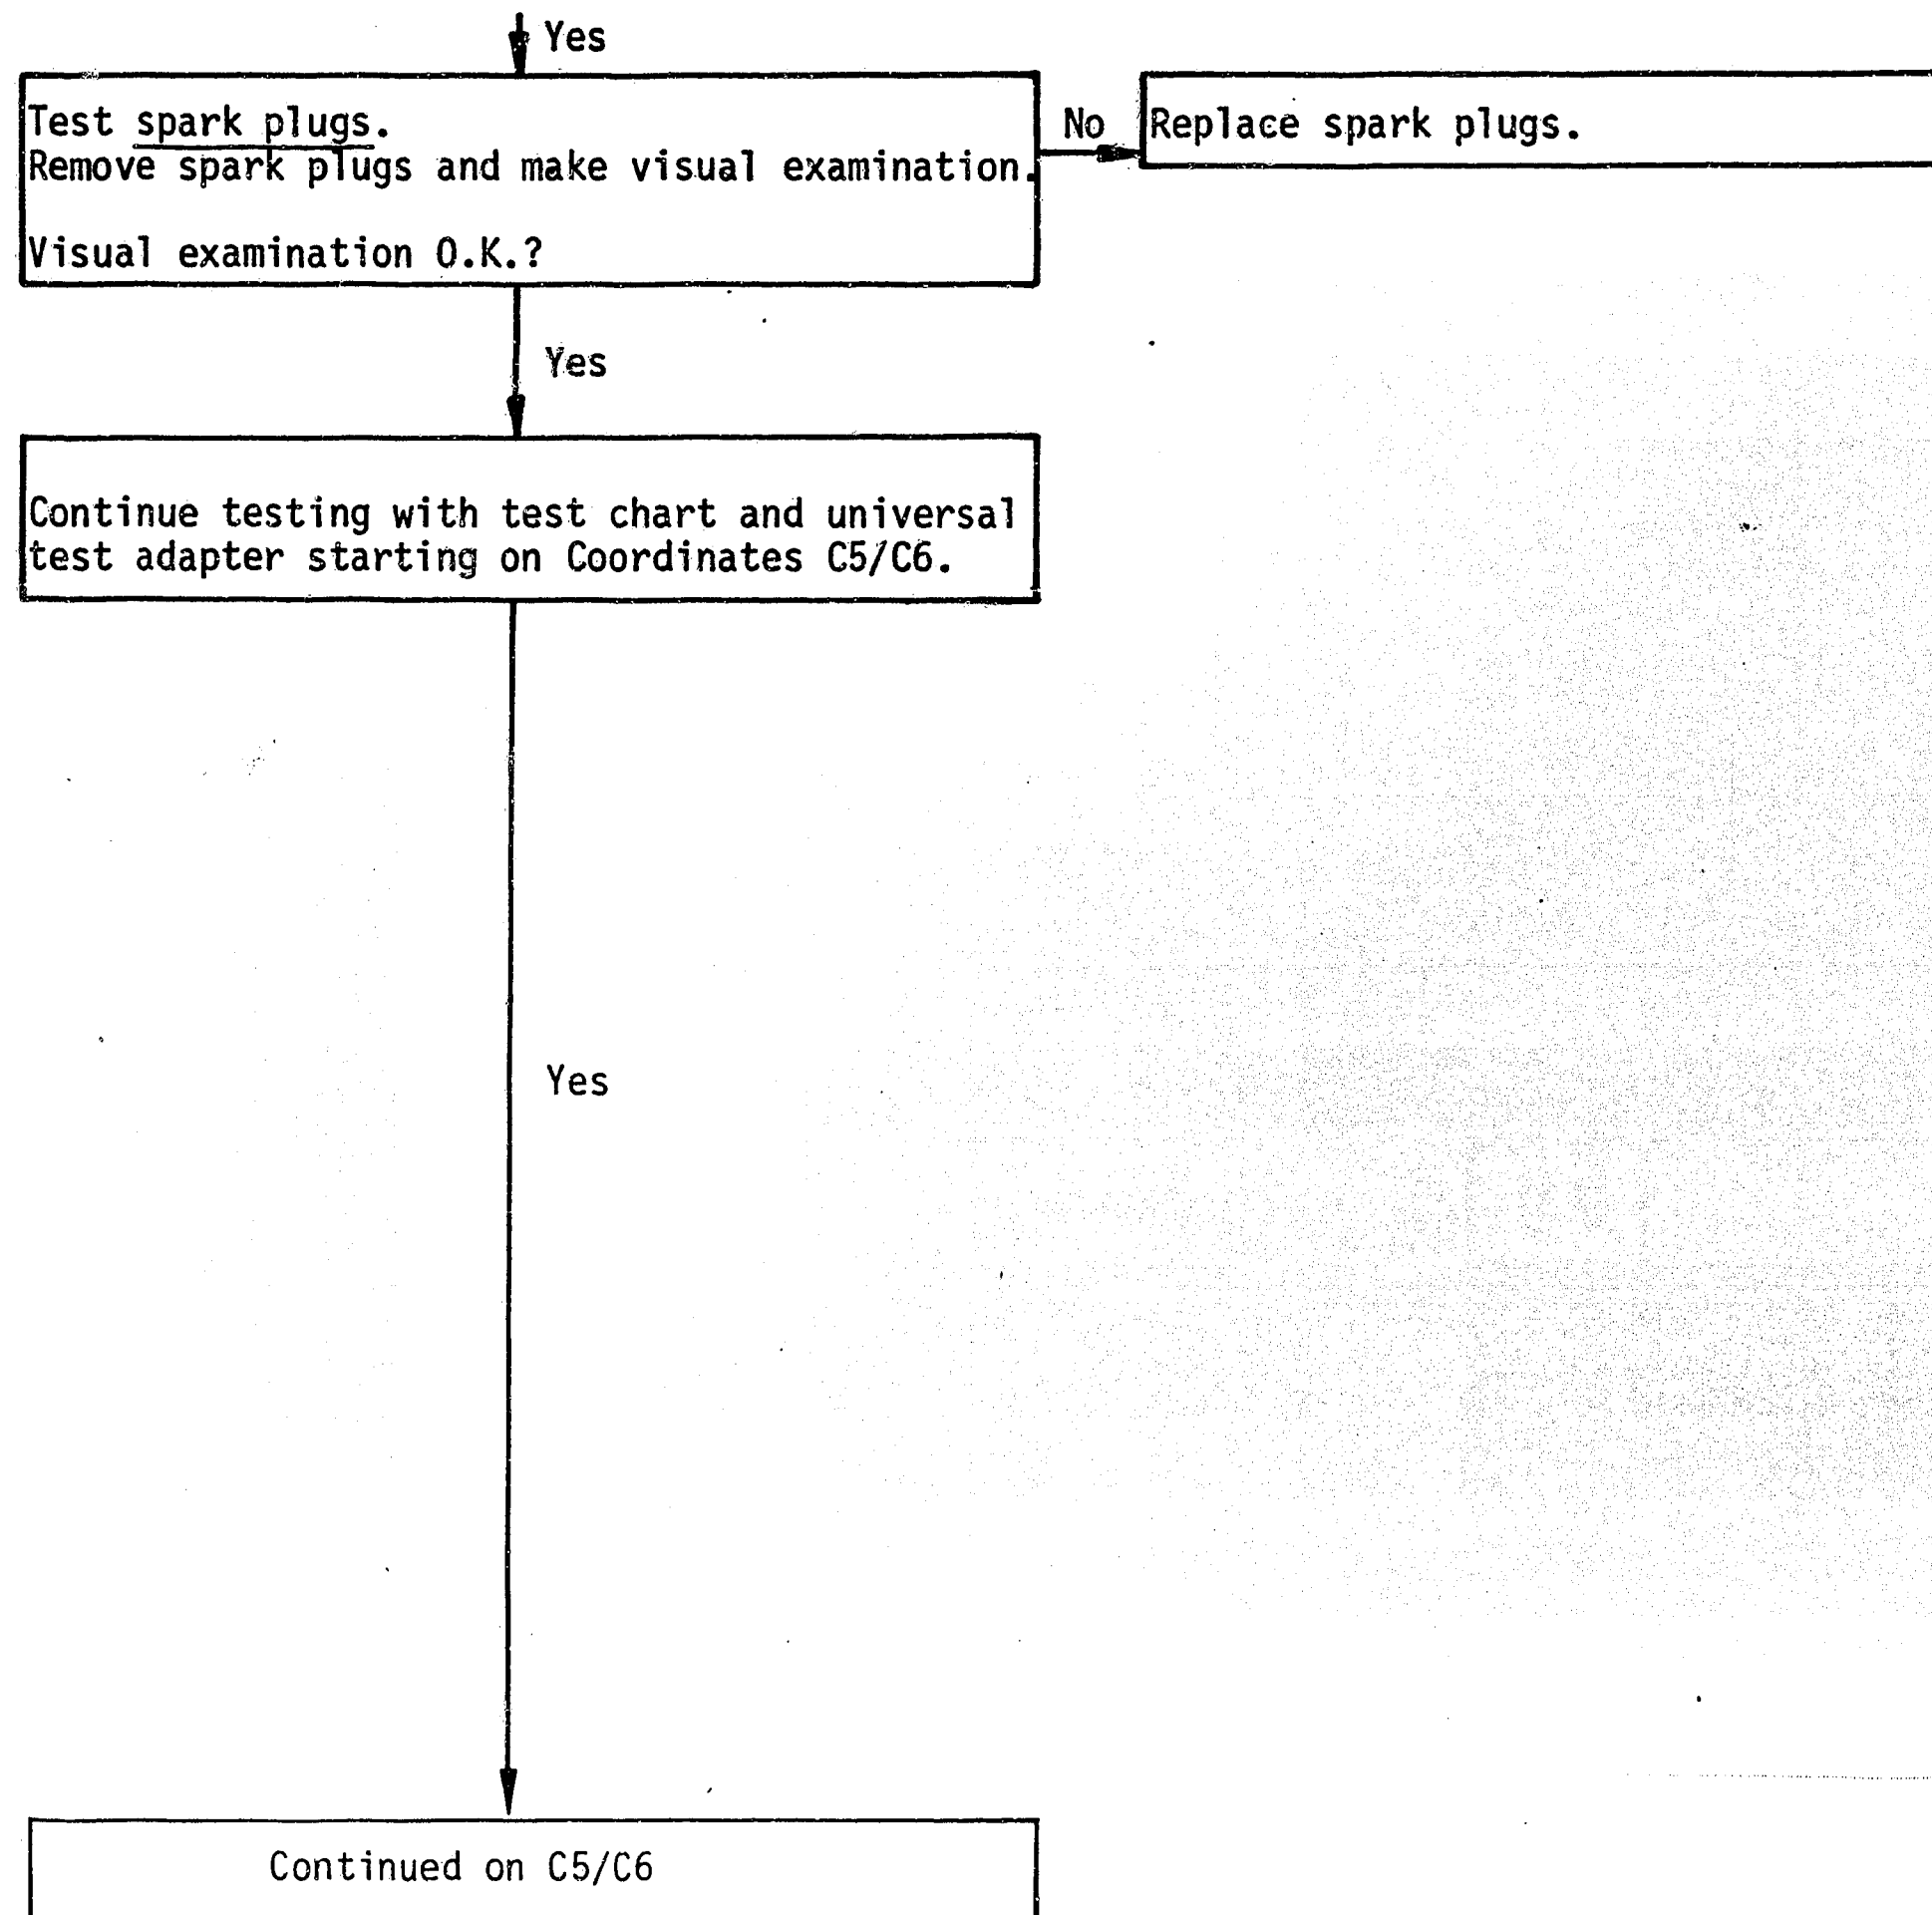 Yes
Test spark plugs.
Remove spark plugs and make visual examination.
Visual examination O.K.?
No
Replace spark plugs.
Yes
Continue testing with test chart and universal
test adapter starting on Coordinates C5/C6.
Yes
Continued on C5/C6